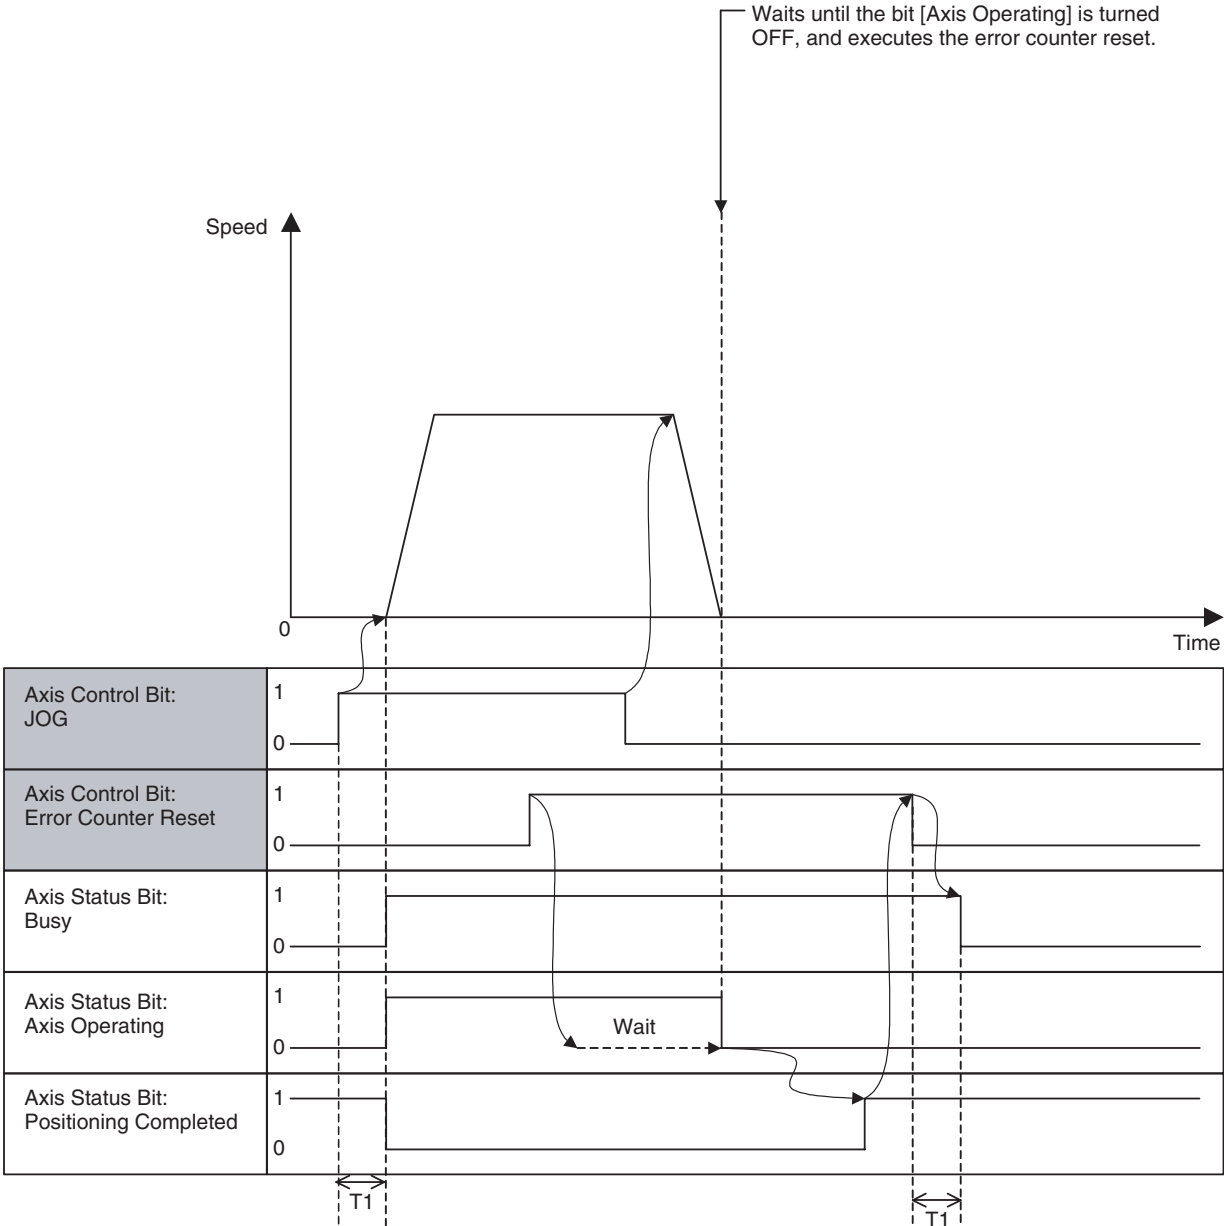 Waits until the bit [Axis Operating] is turned
OFF, and executes the error counter reset.
Speed
0
Time
Axis Control Bit:
JOG
1
0
Axis Control Bit:
Error Counter Reset
1
0
Axis Status Bit:
Busy
1
0
Axis Status Bit:
Axis Operating
1
0
Wait
Axis Status Bit:
Positioning Completed
1
0
T1
T1